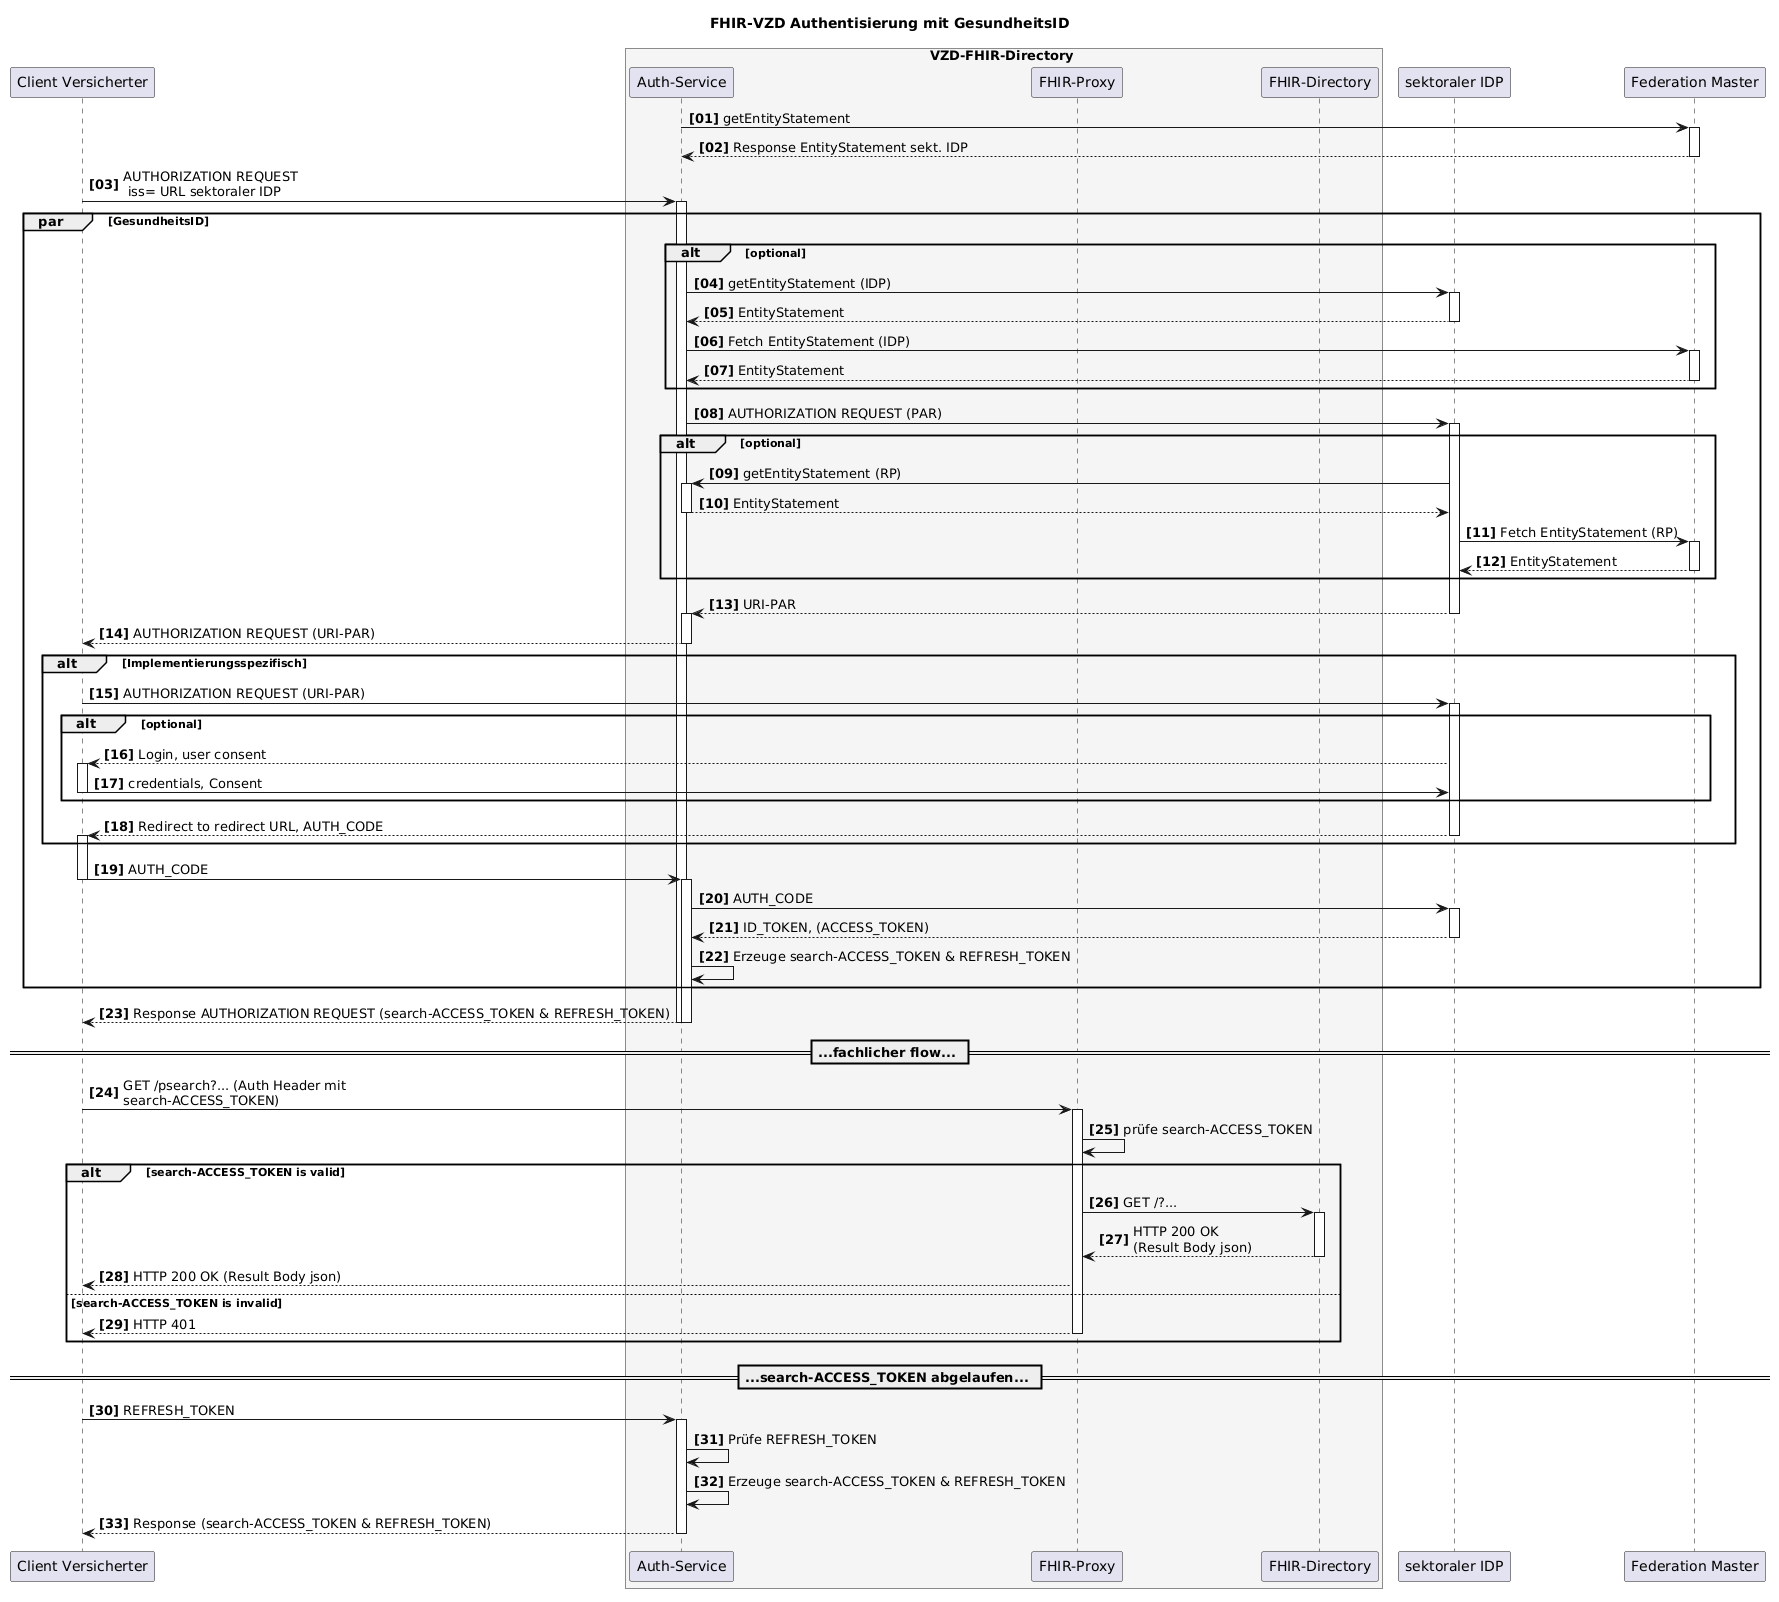 FHIR-VZD Authentisierung mit GesundheitsID
VZD-FHIR-Directory
Client Versicherter
Auth-Service
FHIR-Proxy
FHIR-Directory
sektoraler IDP
Federation Master
[01] getEntityStatement
[02] Response EntityStatement sekt. IDP
[03] AUTHORIZATION REQUEST
iss= URL sektoraler IDP
par [GesundheitsID]
alt [optional]
[04] getEntityStatement (IDP)
[05] EntityStatement
[06] Fetch EntityStatement (IDP)
[07] EntityStatement
[08] AUTHORIZATION REQUEST (PAR)
alt [optional]
[09] getEntityStatement (RP)
[10] EntityStatement
[11] Fetch EntityStatement (RP)
[12] EntityStatement
[13] URI-PAR
[14] AUTHORIZATION REQUEST (URI-PAR)
alt [Implementierungsspezifisch]
[15] AUTHORIZATION REQUEST (URI-PAR)
alt [optional]
[16] Login, user consent
[17] credentials, Consent
[18] Redirect to redirect URL, AUTH_CODE
[19] AUTH_CODE
[20] AUTH_CODE
[21] ID_TOKEN, (ACCESS_TOKEN)
[22] Erzeuge search-ACCESS_TOKEN & REFRESH_TOKEN
[23] Response AUTHORIZATION REQUEST (search-ACCESS_TOKEN & REFRESH_TOKEN)
...fachlicher flow...
[24] GET /psearch?... (Auth Header mit
search-ACCESS_TOKEN)
[25] prüfe search-ACCESS_TOKEN
alt [search-ACCESS_TOKEN is valid]
[26] GET /?...
[27] HTTP 200 OK
(Result Body json)
[28] HTTP 200 OK (Result Body json)
[search-ACCESS_TOKEN is invalid]
[29] HTTP 401
...search-ACCESS_TOKEN abgelaufen...
[30] REFRESH_TOKEN
[31] Prüfe REFRESH_TOKEN
[32] Erzeuge search-ACCESS_TOKEN & REFRESH_TOKEN
[33] Response (search-ACCESS_TOKEN & REFRESH_TOKEN)
Client Versicherter
Auth-Service
FHIR-Proxy
FHIR-Directory
sektoraler IDP
Federation Master